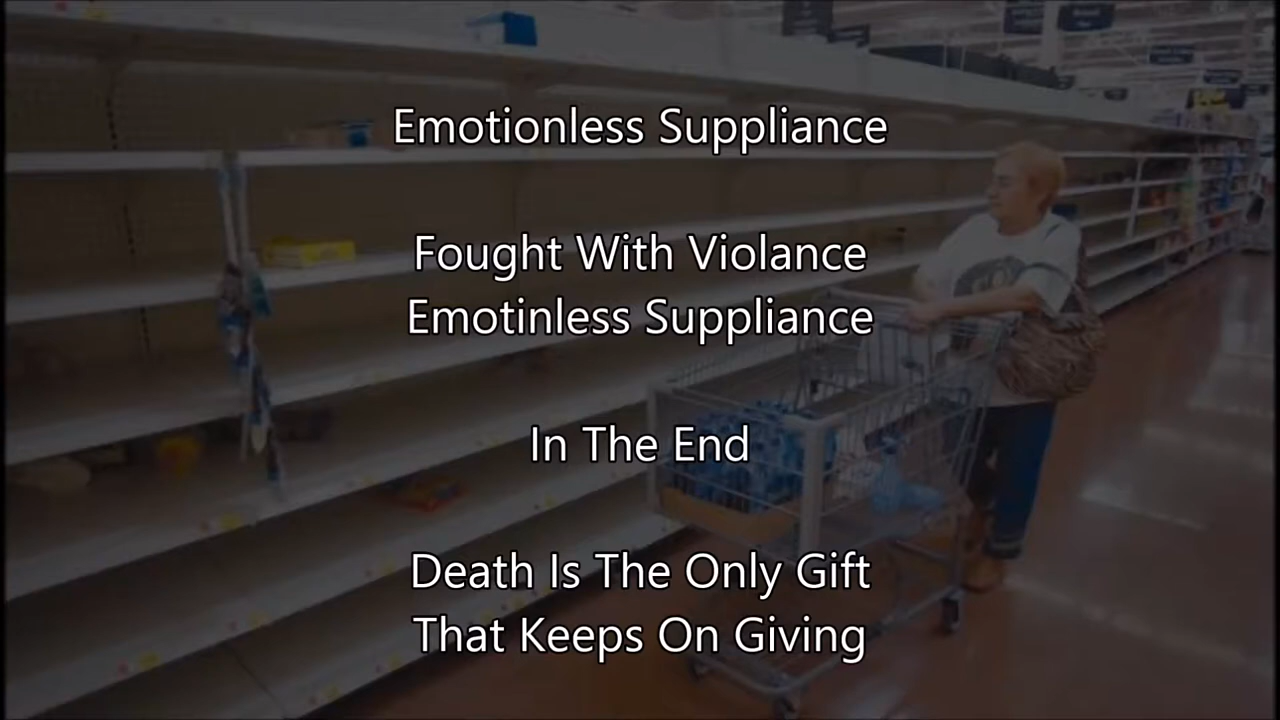 Emotionless Suppliance
Fought With Violance
Emotinless Suppliance
In The End
Death Is The Only Gift
That Keeps On Giving